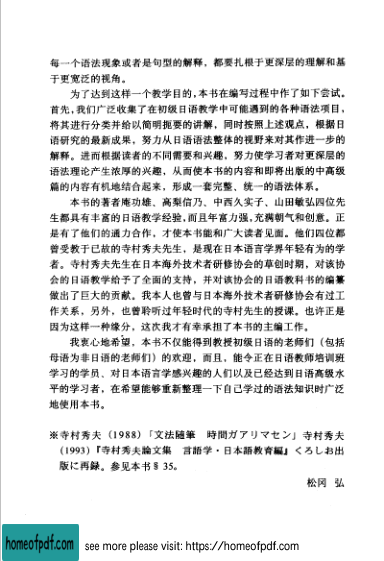 每一个语法现象或者是句型的解释，都要扎根于更深层的理解和基
于更宽泛的视角。
为了达到这样一个教学目的，本书在编写过程中作了如下尝试。
首先，我们广泛收集了在初级日语教学中可能遇到的各种语法项目，
将其进行分类并给以简明扼要的讲解，同时按照上述观点，根据日
语研究的最新成果，努力从日语语法整体的视野来对其作进一步的
解释。进而根据读者的不同需要和兴趣，努力使学习者对更深层的
语法理论产生浓厚的兴趣，从而使本书的内容和即将出版的中高级
篇的内容有机地结合起来，形成一套完整、统一的语法体系。
本书的著者庵功雄、高梨信乃、中西久实子、山田敏弘四位先
生都具有丰富的日语教学经验，而且年富力强，充满朝气和创意。正
是有了他们的通力合作，才使本书能和广大读者见面。他们四位都
曾受教于已故的寺村秀夫先生，是现在日本语言学界年轻有为的学
者。寺村秀夫先生在日本海外技术者研修协会的草创时期，对该协
会的日语教学给予了全面的支持，并对该协会的日语教科书的编纂
做出了巨大的贡献。我本人也曾与日本海外技术者研修协会有过工
作关系，另外，也曾聆听过年轻时代的寺村先生的授课。也许正是
因为这样一种缘分，这次我才有幸承担了本书的主编工作。
我衷心地希望，本书不仅能得到教授初级日语的老师们（包括
母语为非日语的老师们）的欢迎，而且，能令正在日语教师培训班
学习的学员、对日本语言学感兴趣的人们以及已经达到日语高级水
平的学习者，在希望能够重新整理一下自己学过的语法知识时广泛
地使用本书。
※寺村秀夫（1988）「文法随筆　時間ガアリマセン」寺村秀夫
（1993）『寺村秀夫論文集　言語学・日本語教育編』くろしお出
版に再録。参见本书§35。
松冈　弘
homeofpdf.com
see more please visit: https://homeofpdf.com